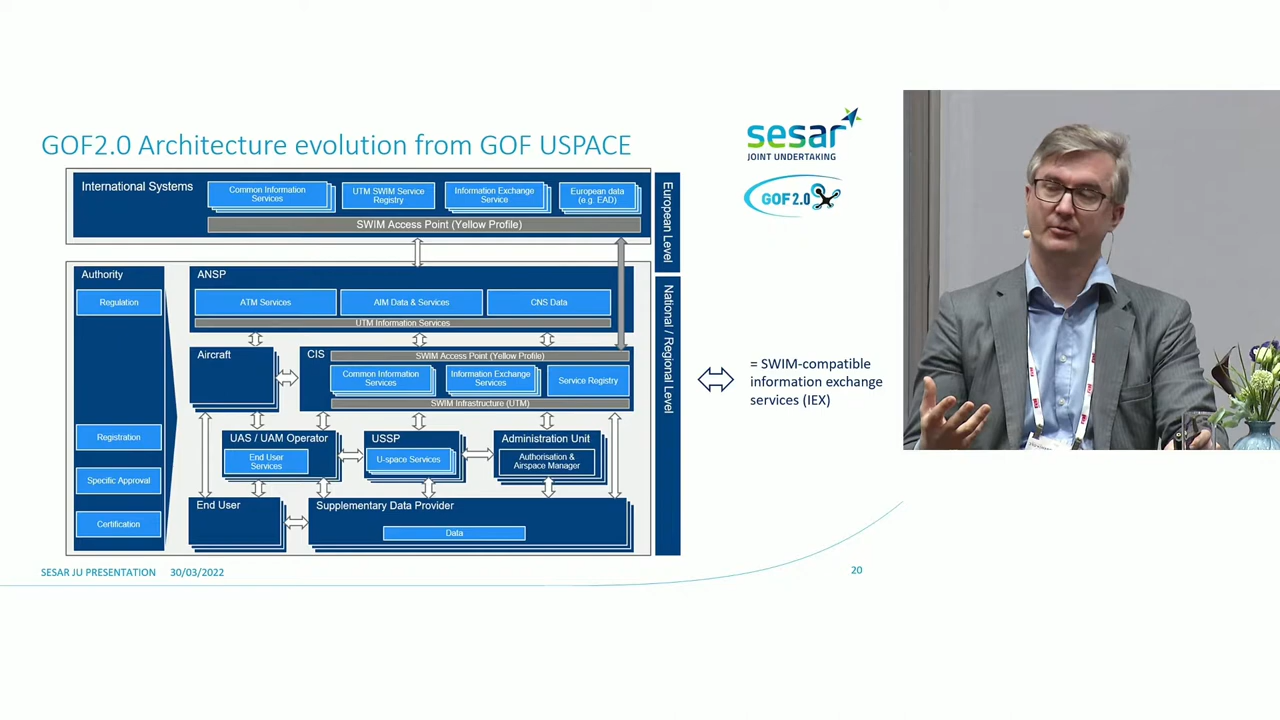 GOF2.0 Architecture evolution from GOF USPACE
sesar
JOINT UNDERTAKING
GOF2.0
International Systems
Common Information
Services
UTM SWIM Service
Registry
Information Exchange
Service
European data
(e.g. EAD)
SWIM Access Point (Yellow Profile)
European Level
Authority
Regulation
Registration
Specific Approval
Certification
ANSP
ATM Services
AIM Data & Services
CNS Data
UTM Information Services
Aircraft
CIS
SWIM Access Point (Yellow Profile)
Common Information
Services
Information Exchange
Services
Service Registry
SWIM Infrastructure (UTM)
UAS / UAM Operator
End User
Services
USSP
U-space Services
Administration Unit
Authorisation &
Airspace Manager
End User
Supplementary Data Provider
Data
National / Regional Level
= SWIM-compatible
information exchange
services (IEX)
SESAR JU PRESENTATION 30/03/2022
20